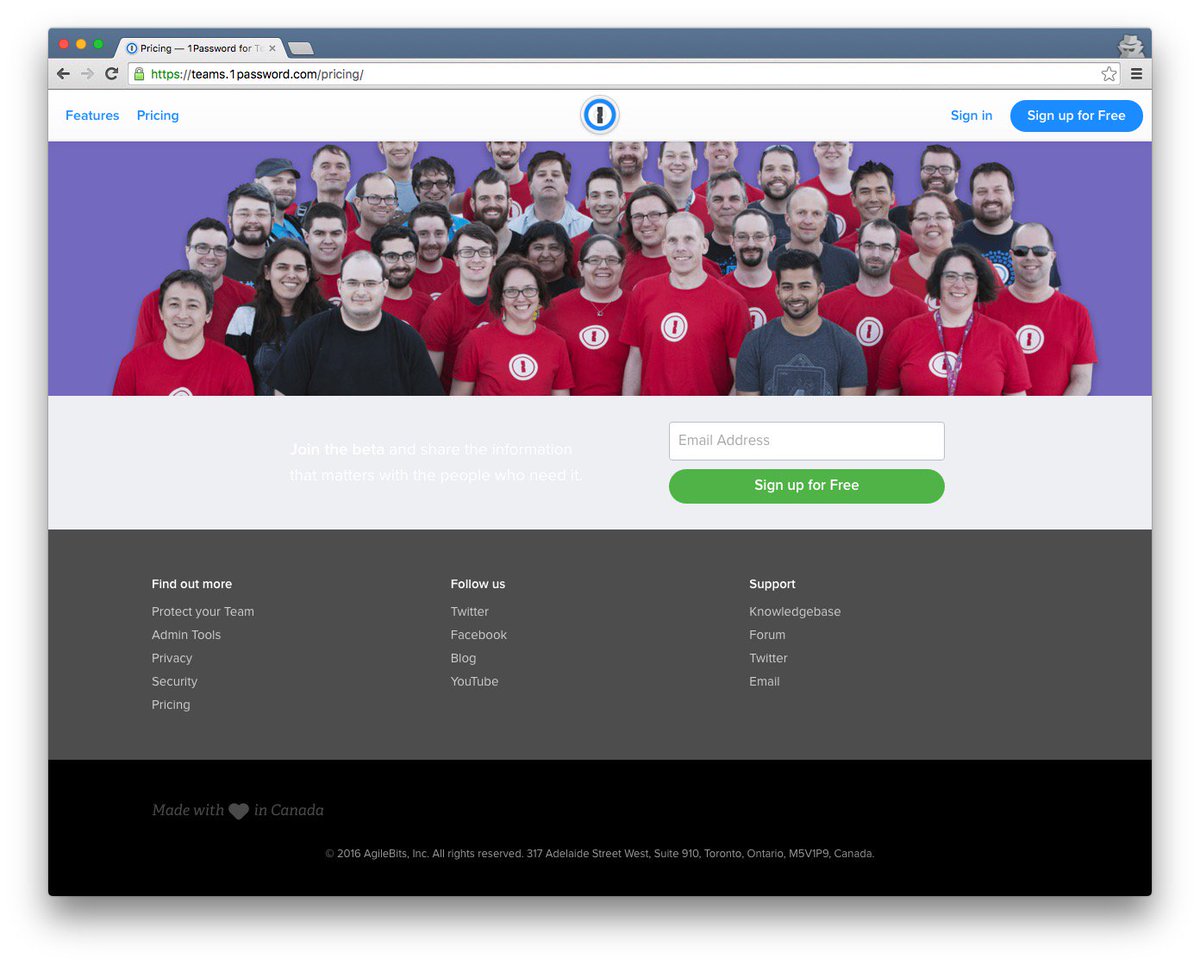 Pricing — 1Password for Te
https://teams.1password.com/pricing/
Features Pricing Sign in Sign up for Free
Join the beta and share the information
that matters with the people who need it.
Email Address
Sign up for Free
Find out more
Protect your Team
Admin Tools
Privacy
Security
Pricing
Follow us
Twitter
Facebook
Blog
YouTube
Support
Knowledgebase
Forum
Twitter
Email
Made with in Canada
© 2016 AgileBits, Inc. All rights reserved. 317 Adelaide Street West, Suite 910, Toronto, Ontario, M5V1P9, Canada.